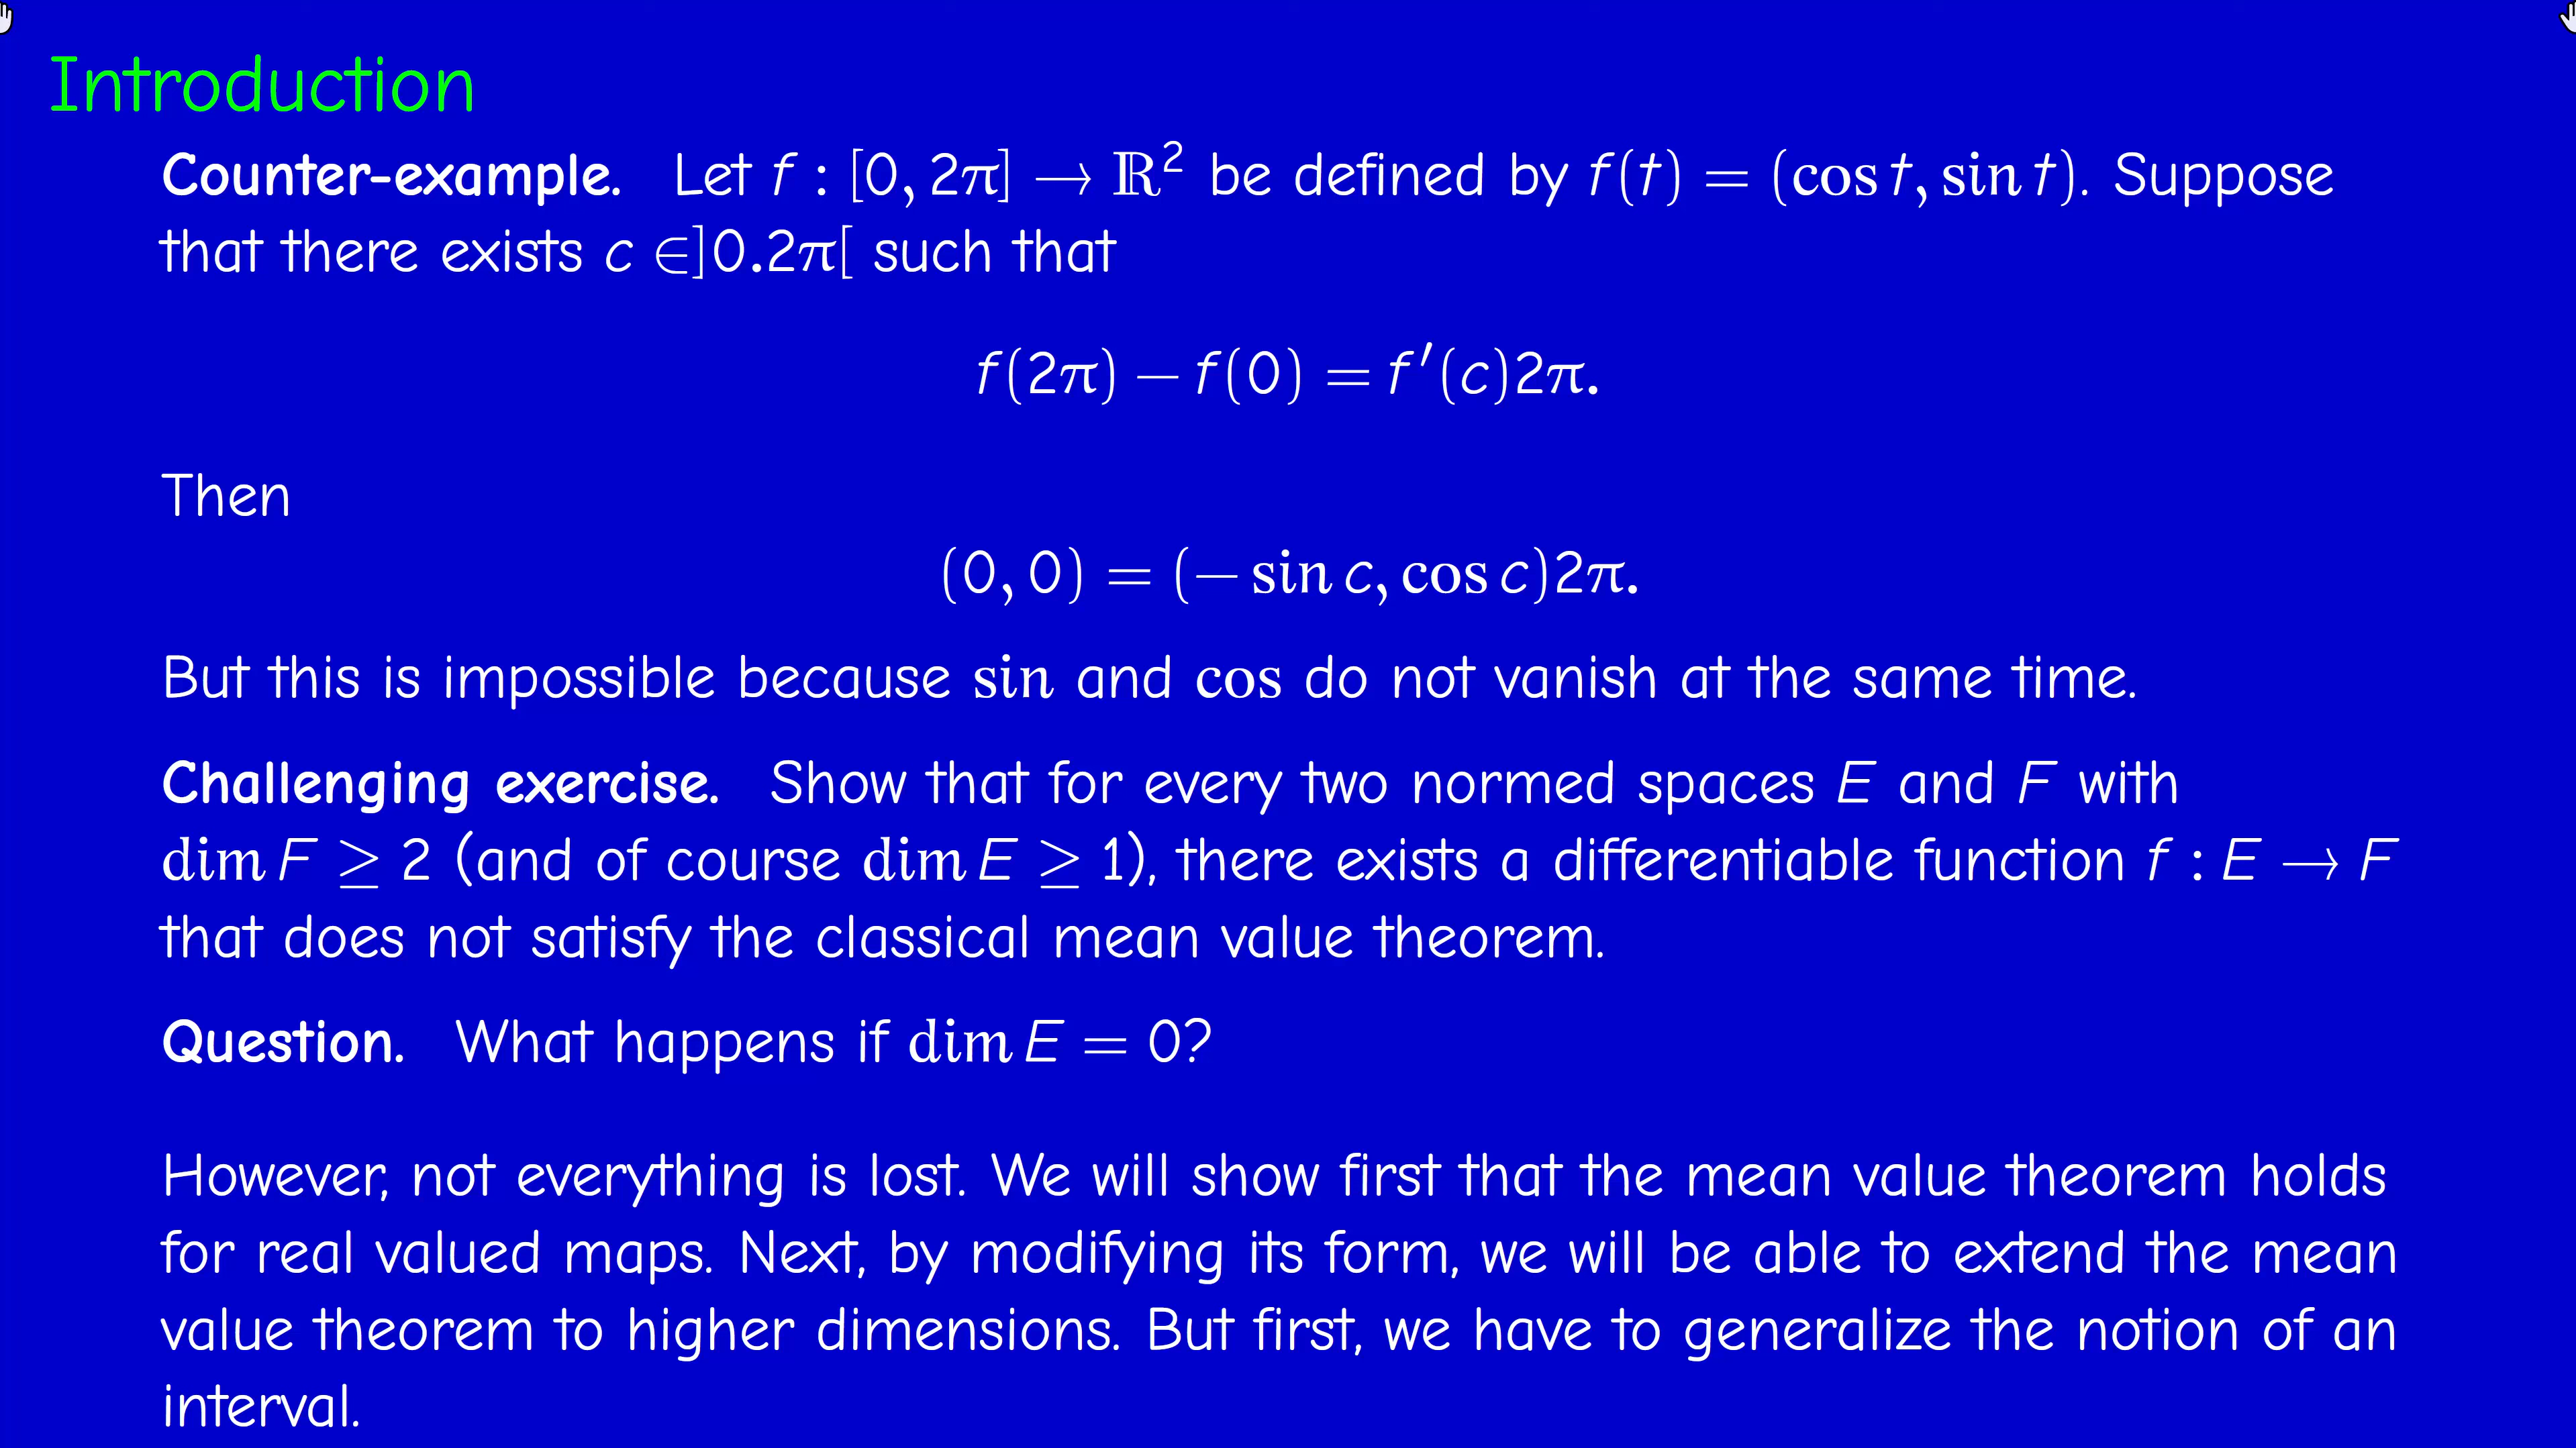 Introduction
Counter-example. Let f : [0, 2π] → ℝ² be defined by f(t) = (cos t, sin t). Suppose
that there exists c ∈]0.2π[ such that
f(2π) − f(0) = f′(c)2π.
Then
(0, 0) = (− sin c, cos c)2π.
But this is impossible because sin and cos do not vanish at the same time.
Challenging exercise. Show that for every two normed spaces E and F with
dim F ≥ 2 (and of course dim E ≥ 1), there exists a differentiable function f : E → F
that does not satisfy the classical mean value theorem.
Question. What happens if dim E = 0?
However, not everything is lost. We will show first that the mean value theorem holds
for real valued maps. Next, by modifying its form, we will be able to extend the mean
value theorem to higher dimensions. But first, we have to generalize the notion of an
interval.